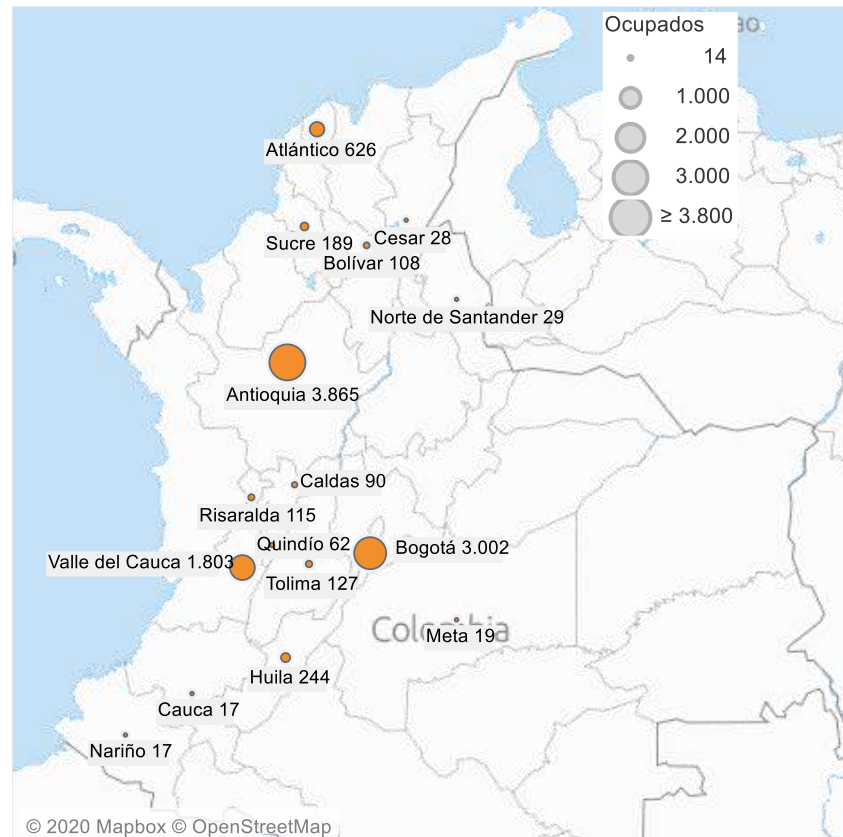 Ocupados
14
1.000
2.000
3.000
≥ 3.800
Atlántico 626
Sucre 189
Cesar 28
Bolívar 108
Norte de Santander 29
Antioquia 3.865
Caldas 90
Risaralda 115
Quindío 62
Bogotá 3.002
Valle del Cauca 1.803
Tolima 127
Colombia
Meta 19
Huila 244
Cauca 17
Nariño 17
© 2020 Mapbox © OpenStreetMap